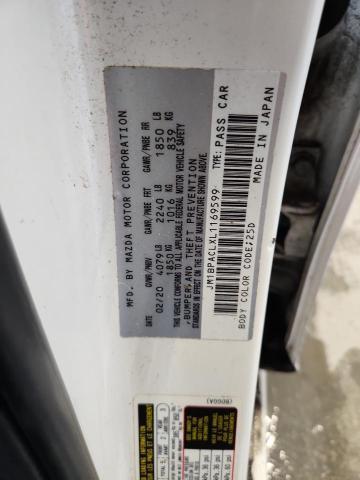 MFD. BY MAZDA MOTOR CORPORATION
GVWR/NBV GAWR/PNBE FRT GAWR/PNBE RR
02/20 4079 LB 2240 LB 1850 LB
1850 KG 1016 KG 839 KG
THIS VEHICLE CONFORMS TO ALL APPLICABLE FEDERAL MOTOR VEHICLE SAFETY
, BUMPER, AND THEFT PREVENTION
STANDARDS IN EFFECT ON THE DATE OF MANUFACTURE SHOWN ABOVE.
JM1BPACLXL1169599 TYPE: PASS CAR
BODY COLOR CODE; 25D MADE IN JAPAN
(BDGGA)